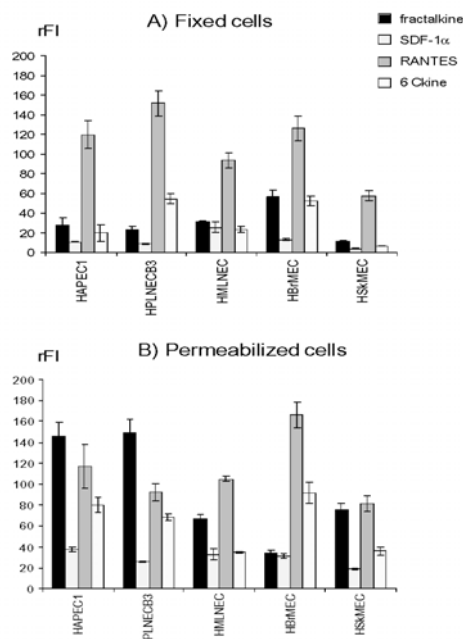 A) Fixed cells
rFI
fractalkine
SDF-1α
RANTES
6 Ckine
200
180
160
140
120
100
80
60
40
20
0
HAPEC1
HPLNECB3
HMLNEC
HBrMEC
HSkMEC
B) Permeabilized cells
rFI
200
180
160
140
120
100
80
60
40
20
0
HAPEC1
PLNECB3
HMLNEC
HBrMEC
HSkMEC